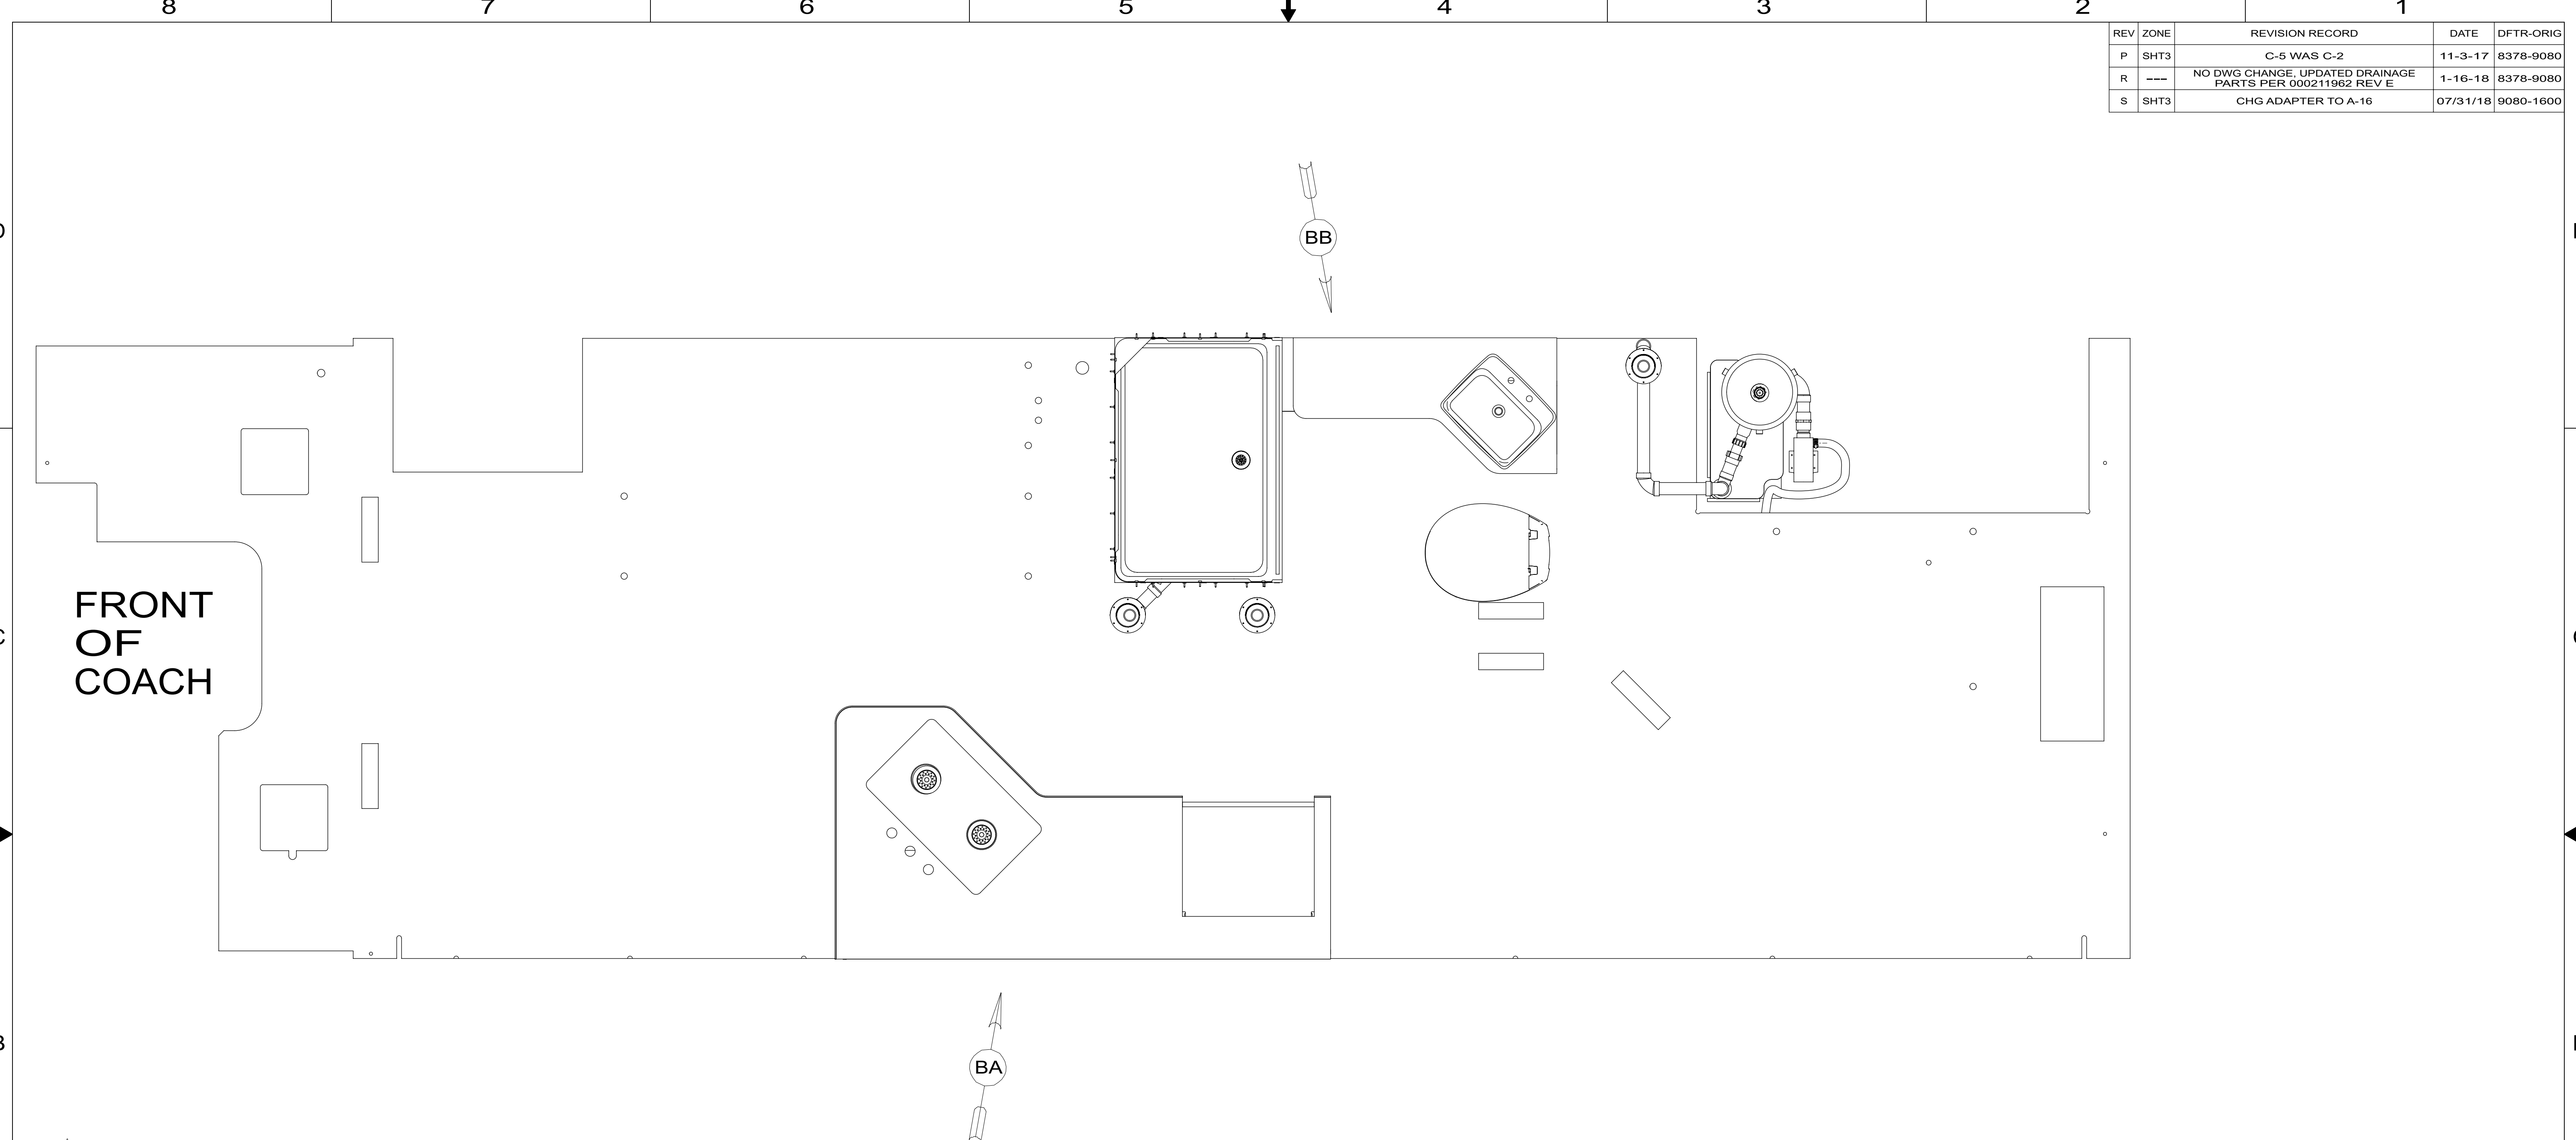 8 7 6 5 4 3 2 1
REV ZONE REVISION RECORD DATE DFTR-ORIG
P SHT3 C-5 WAS C-2 11-3-17 8378-9080
R --- NO DWG CHANGE, UPDATED DRAINAGE
PARTS PER 000211962 REV E 1-16-18 8378-9080
S SHT3 CHG ADAPTER TO A-16 07/31/18 9080-1600
BB
FRONT
OF
COACH
BA